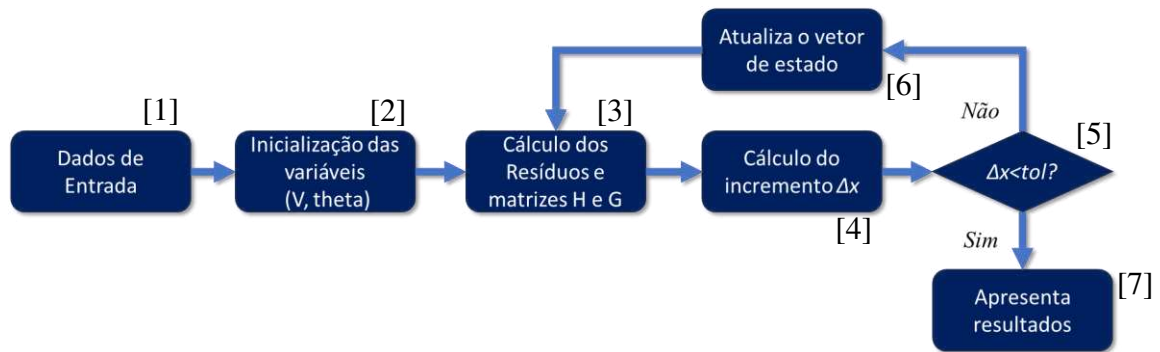 [1]
Dados de
Entrada
[2]
Inicialização das
variáveis
(V, theta)
[3]
Cálculo dos
Resíduos e
matrizes H e G
Cálculo do
incremento Δx
[4]
[5]
Δx<tol?
Não
Atualiza o vetor
de estado
[6]
Sim
Apresenta
resultados
[7]